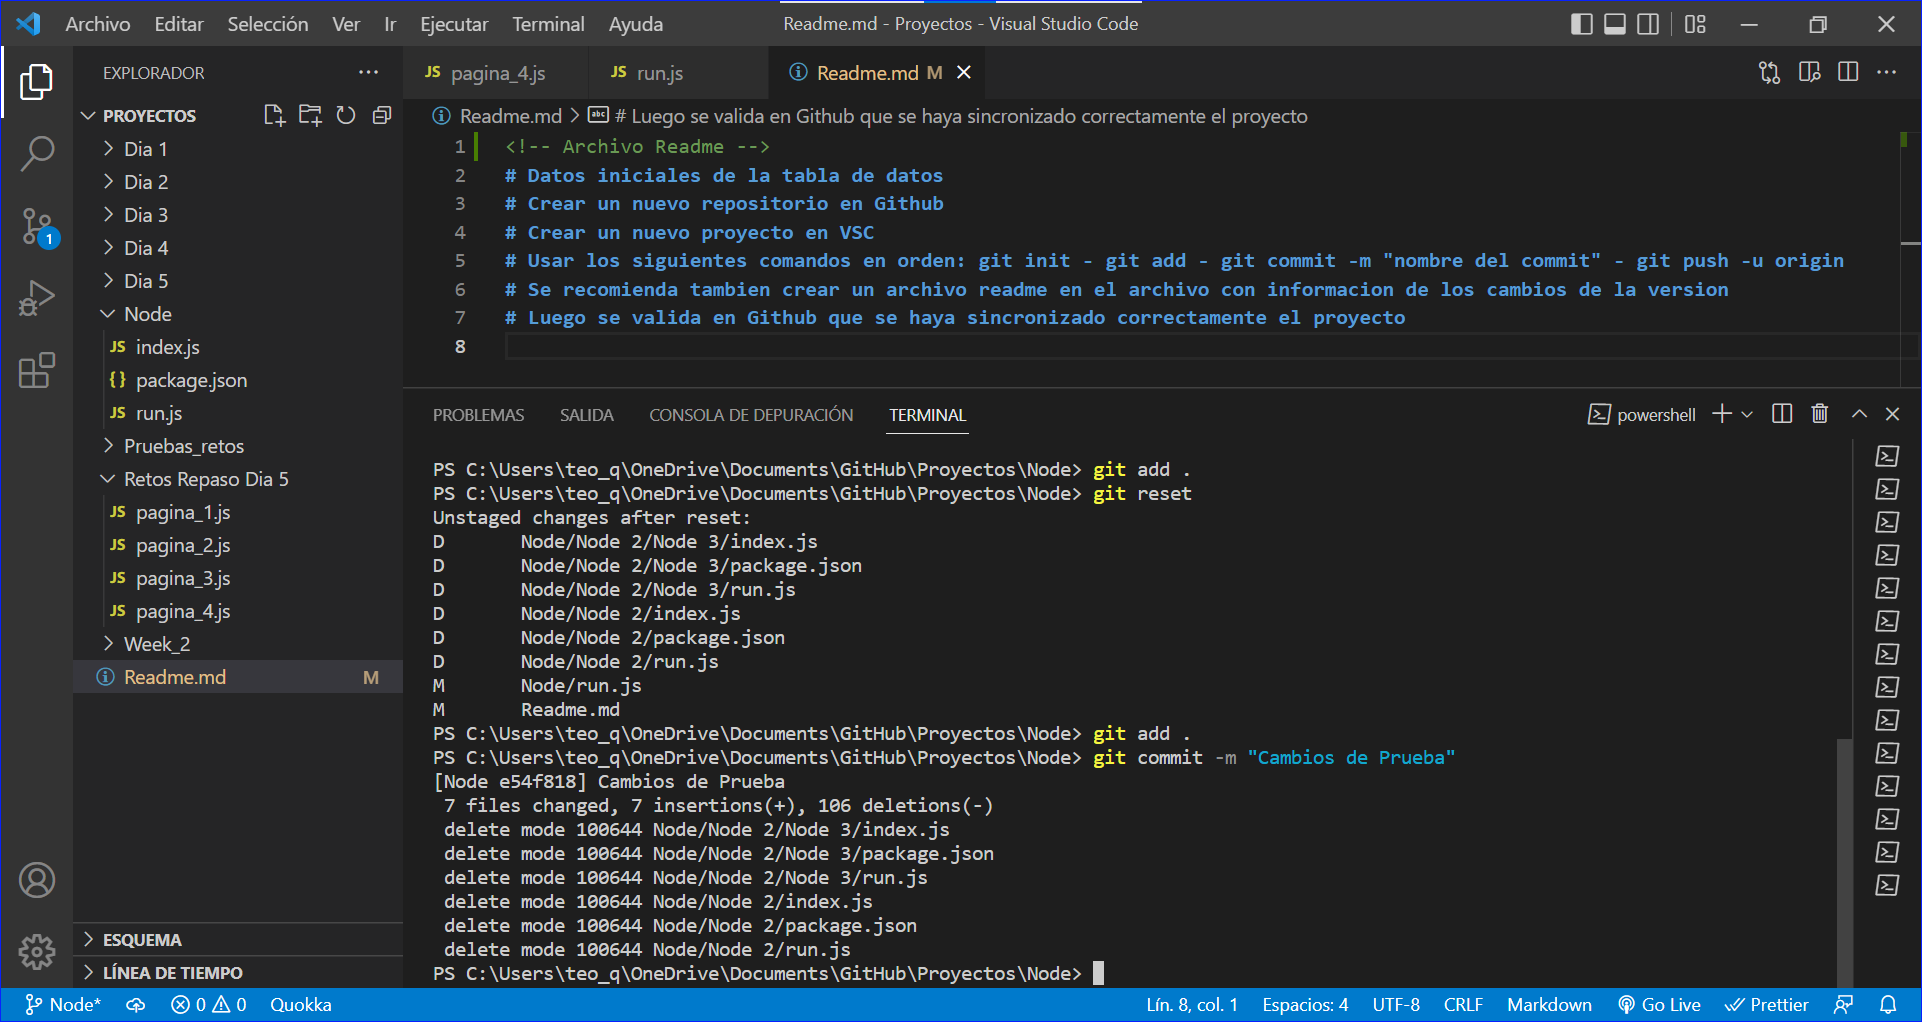 Archivo Editar Selección Ver Ir Ejecutar Terminal Ayuda Readme.md - Proyectos - Visual Studio Code
EXPLORADOR
PROYECTOS
Dia 1
Dia 2
Dia 3
Dia 4
Dia 5
Node
JS index.js
{} package.json
JS run.js
Pruebas_retos
Retos Repaso Dia 5
JS pagina_1.js
JS pagina_2.js
JS pagina_3.js
JS pagina_4.js
Week_2
Readme.md M
ESQUEMA
LÍNEA DE TIEMPO
1
JS pagina_4.js JS run.js Readme.md M
Readme.md > abc # Luego se valida en Github que se haya sincronizado correctamente el proyecto
1 <!-- Archivo Readme -->
2 # Datos iniciales de la tabla de datos
3 # Crear un nuevo repositorio en Github
4 # Crear un nuevo proyecto en VSC
5 # Usar los siguientes comandos en orden: git init - git add - git commit -m "nombre del commit" - git push -u origin
6 # Se recomienda tambien crear un archivo readme en el archivo con informacion de los cambios de la version
7 # Luego se valida en Github que se haya sincronizado correctamente el proyecto
8
PROBLEMAS SALIDA CONSOLA DE DEPURACIÓN TERMINAL powershell
PS C:\Users\teo_q\OneDrive\Documents\GitHub\Proyectos\Node> git add .
PS C:\Users\teo_q\OneDrive\Documents\GitHub\Proyectos\Node> git reset
Unstaged changes after reset:
D Node/Node 2/Node 3/index.js
D Node/Node 2/Node 3/package.json
D Node/Node 2/Node 3/run.js
D Node/Node 2/index.js
D Node/Node 2/package.json
D Node/Node 2/run.js
M Node/run.js
M Readme.md
PS C:\Users\teo_q\OneDrive\Documents\GitHub\Proyectos\Node> git add .
PS C:\Users\teo_q\OneDrive\Documents\GitHub\Proyectos\Node> git commit -m "Cambios de Prueba"
[Node e54f818] Cambios de Prueba
7 files changed, 7 insertions(+), 106 deletions(-)
delete mode 100644 Node/Node 2/Node 3/index.js
delete mode 100644 Node/Node 2/Node 3/package.json
delete mode 100644 Node/Node 2/Node 3/run.js
delete mode 100644 Node/Node 2/index.js
delete mode 100644 Node/Node 2/package.json
delete mode 100644 Node/Node 2/run.js
PS C:\Users\teo_q\OneDrive\Documents\GitHub\Proyectos\Node>
Node* 0 0 Quokka Lín. 8, col. 1 Espacios: 4 UTF-8 CRLF Markdown Go Live Prettier